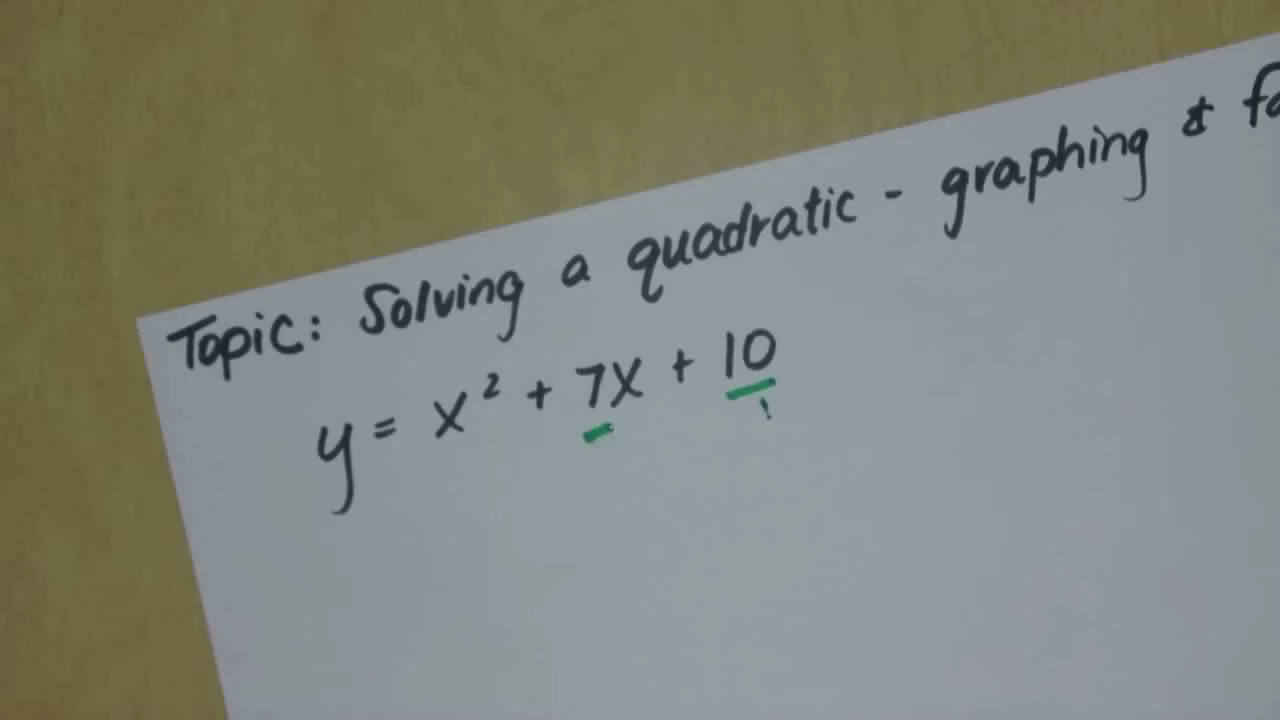 Topic: Solving a quadratic - graphing &
y = x² + 7x + 10